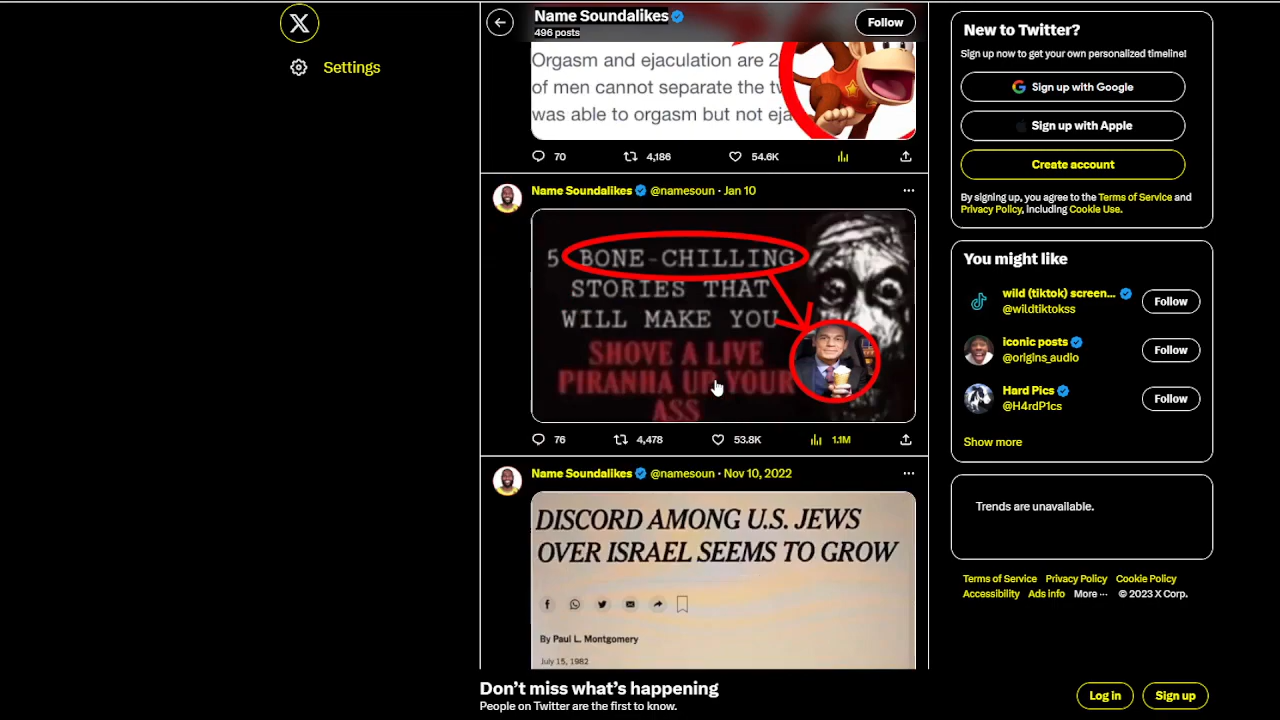 Settings
Name Soundalikes
496 posts
Follow
Orgasm and ejaculation are 2
of men cannot separate the tw
was able to orgasm but not eja
70
4,186
54.6K
Name Soundalikes @namesoun · Jan 10
5 BONE-CHILLING
STORIES THAT
WILL MAKE YOU
SHOVE A LIVE
PIRANHA UP YOUR
ASS
76
4,478
53.8K
1.1M
Name Soundalikes @namesoun · Nov 10, 2022
DISCORD AMONG U.S. JEWS
OVER ISRAEL SEEMS TO GROW
By Paul L. Montgomery
July 15, 1982
New to Twitter?
Sign up now to get your own personalized timeline!
Sign up with Google
Sign up with Apple
Create account
By signing up, you agree to the Terms of Service and
Privacy Policy, including Cookie Use.
You might like
wild (tiktok) screen...
@wildtiktokss
Follow
iconic posts
@origins_audio
Follow
Hard Pics
@H4rdP1cs
Follow
Show more
Trends are unavailable.
Terms of Service Privacy Policy Cookie Policy
Accessibility Ads info More ··· © 2023 X Corp.
Don't miss what's happening
People on Twitter are the first to know.
Log in
Sign up